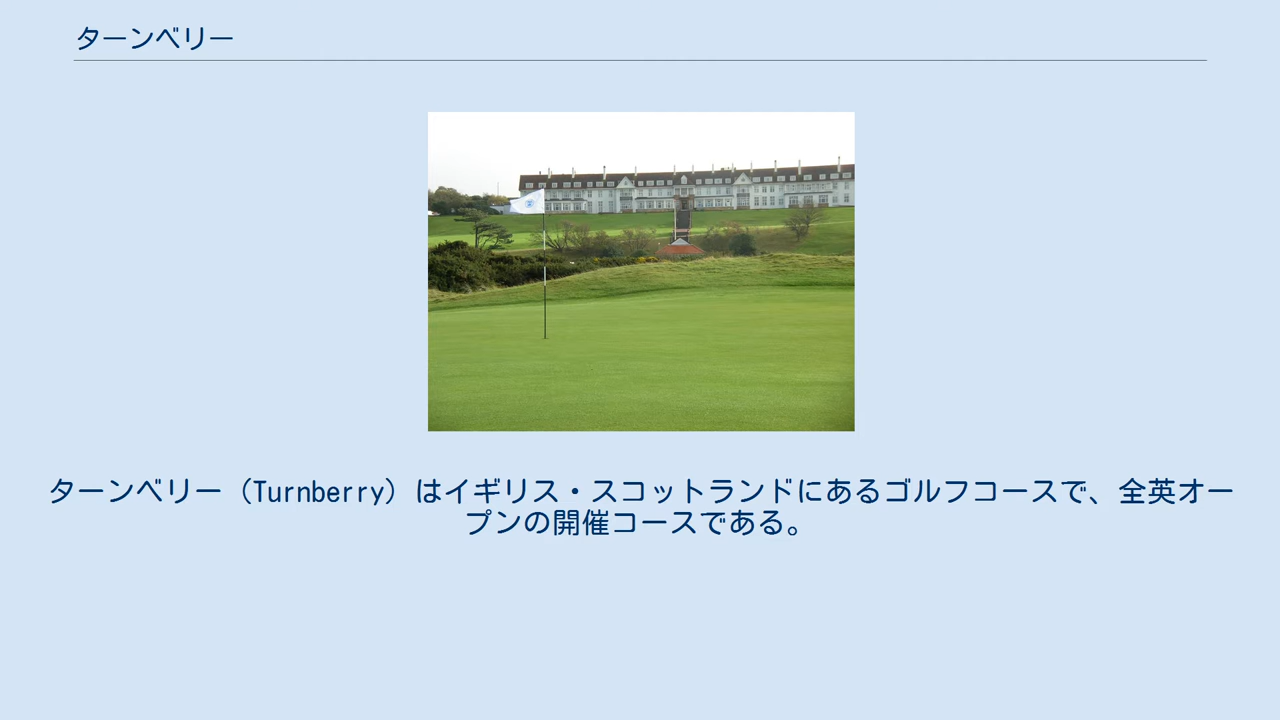 ターンベリー
ターンベリー（Turnberry）はイギリス・スコットランドにあるゴルフコースで、全英オー
プンの開催コースである。